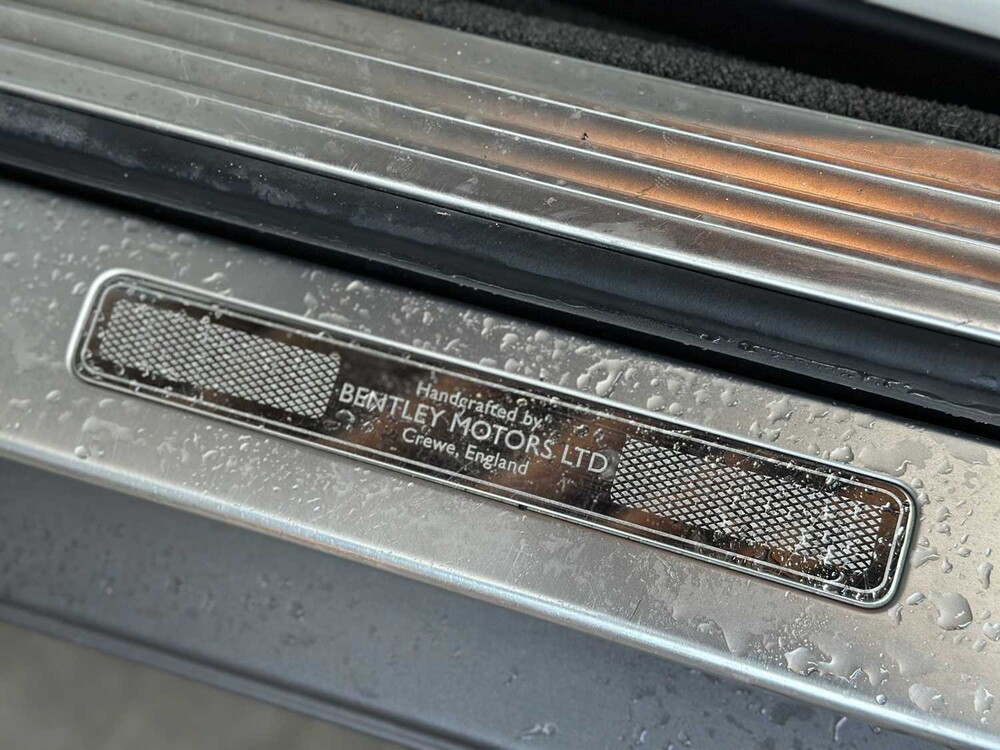 Handcrafted by
BENTLEY MOTORS LTD
Crewe, England